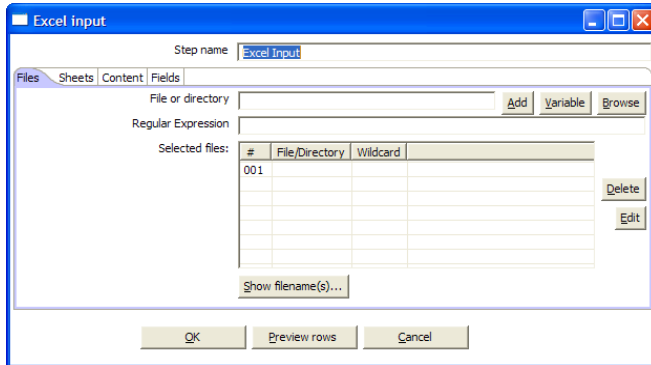 Excel input
Step name Excel Input
Files Sheets Content Fields
File or directory Add Variable Browse
Regular Expression
Selected files: # File/Directory Wildcard
001
Delete
Edit
Show filename(s)...
OK Preview rows Cancel